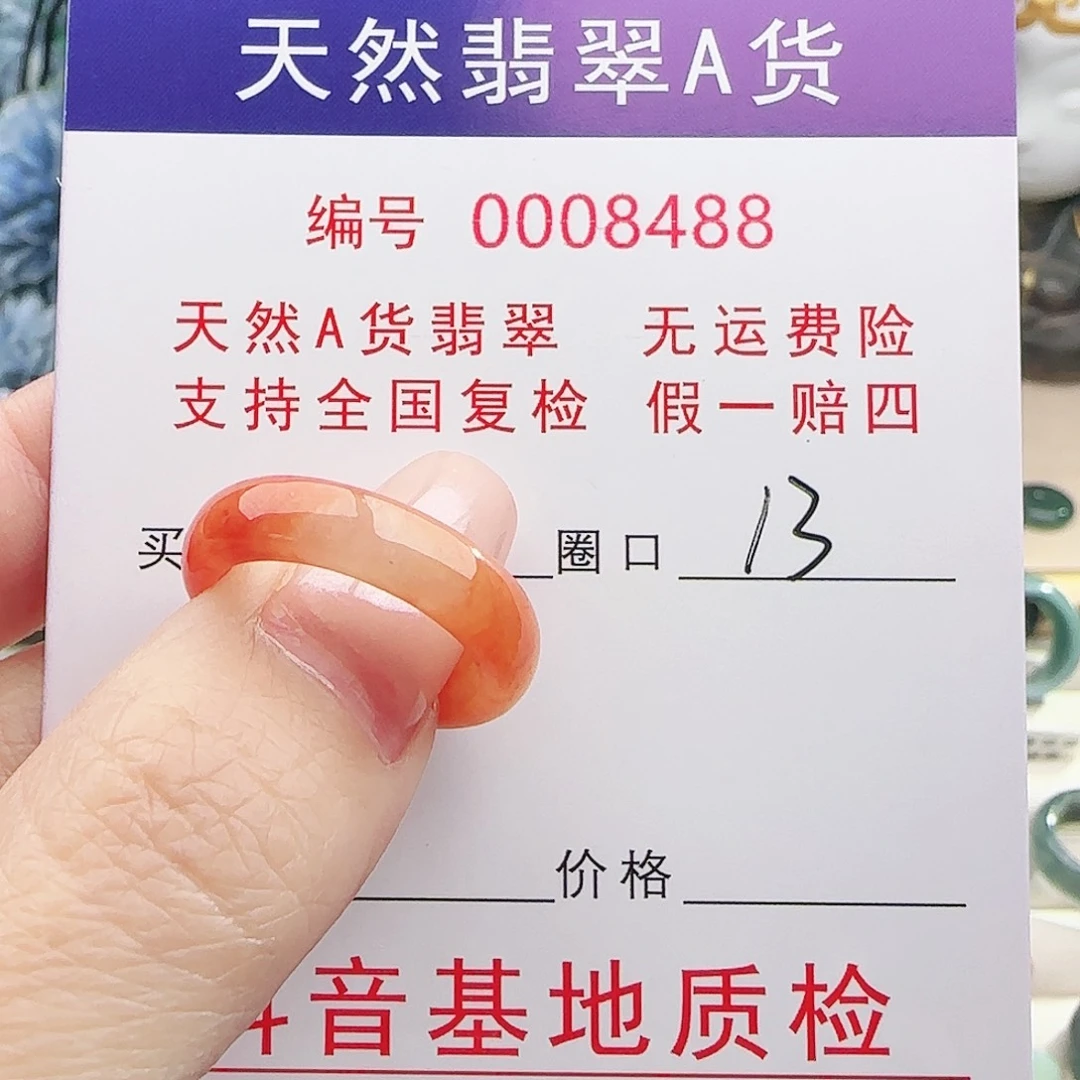 天然翡翠A货
编号 0008488
天然A货翡翠 无运费险
支持全国复检 假一赔四
买 圈口 13
价格
音基地质检